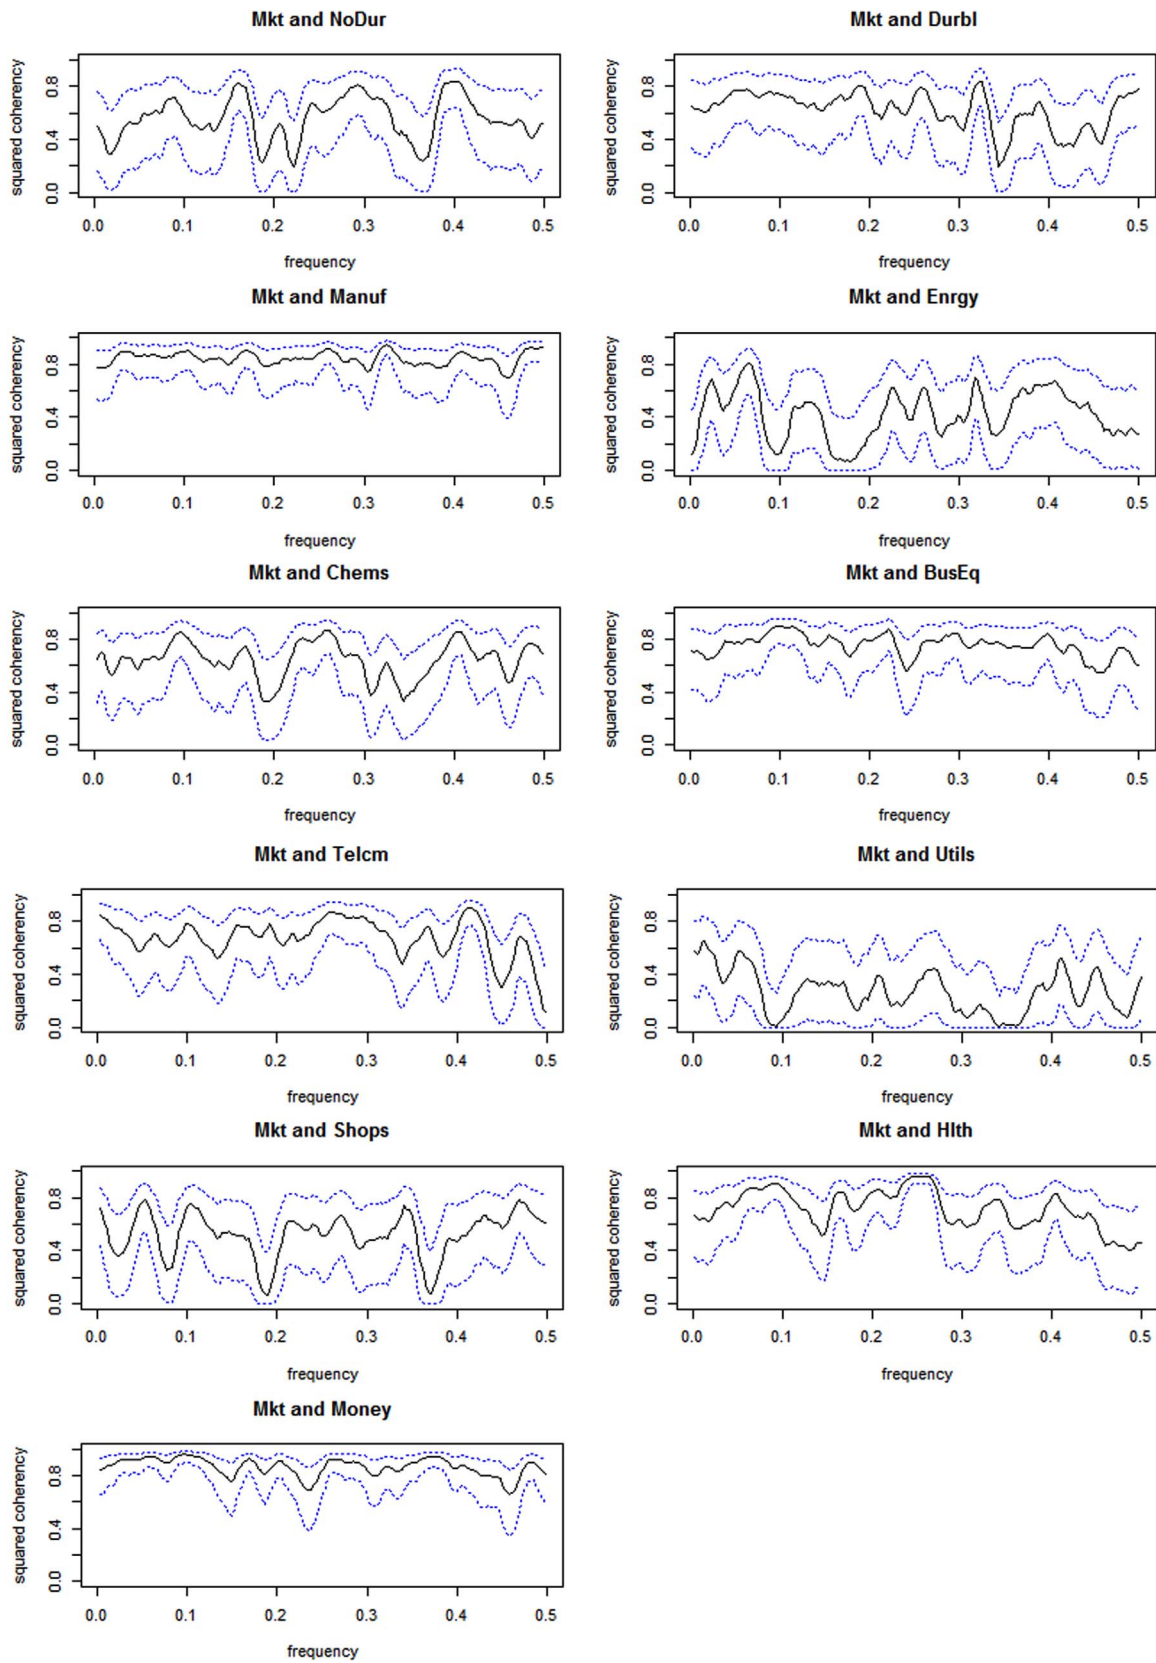 Mkt and NoDur
squared coherency
0.0 0.4 0.8
0.0 0.1 0.2 0.3 0.4 0.5
frequency
Mkt and Durbl
squared coherency
0.0 0.4 0.8
0.0 0.1 0.2 0.3 0.4 0.5
frequency
Mkt and Manuf
squared coherency
0.0 0.4 0.8
0.0 0.1 0.2 0.3 0.4 0.5
frequency
Mkt and Enrgy
squared coherency
0.0 0.4 0.8
0.0 0.1 0.2 0.3 0.4 0.5
frequency
Mkt and Chems
squared coherency
0.0 0.4 0.8
0.0 0.1 0.2 0.3 0.4 0.5
frequency
Mkt and BusEq
squared coherency
0.0 0.4 0.8
0.0 0.1 0.2 0.3 0.4 0.5
frequency
Mkt and Telcm
squared coherency
0.0 0.4 0.8
0.0 0.1 0.2 0.3 0.4 0.5
frequency
Mkt and Utils
squared coherency
0.0 0.4 0.8
0.0 0.1 0.2 0.3 0.4 0.5
frequency
Mkt and Shops
squared coherency
0.0 0.4 0.8
0.0 0.1 0.2 0.3 0.4 0.5
frequency
Mkt and Hlth
squared coherency
0.0 0.4 0.8
0.0 0.1 0.2 0.3 0.4 0.5
frequency
Mkt and Money
squared coherency
0.0 0.4 0.8
0.0 0.1 0.2 0.3 0.4 0.5
frequency